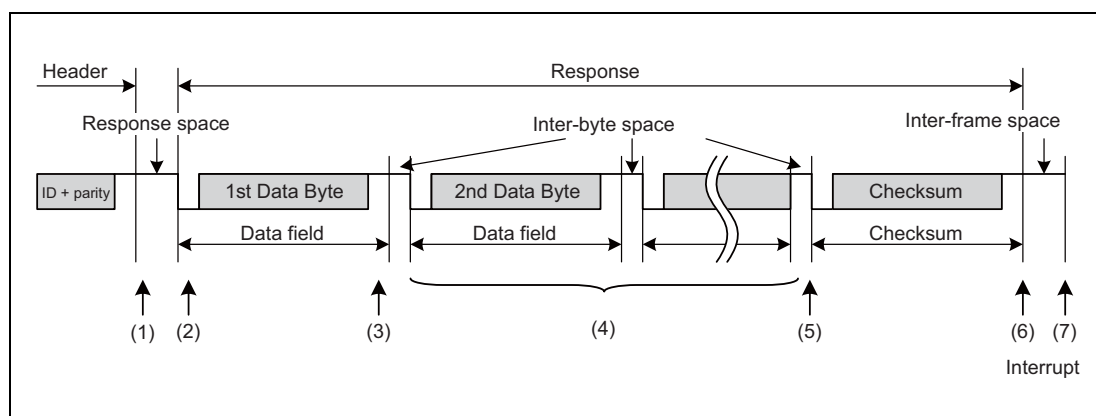 Header
Response
Response space
Inter-byte space
Inter-frame space
ID + parity
1st Data Byte
2nd Data Byte
Checksum
Data field
Data field
Checksum
(1)
(2)
(3)
(4)
(5)
(6)
(7)
Interrupt